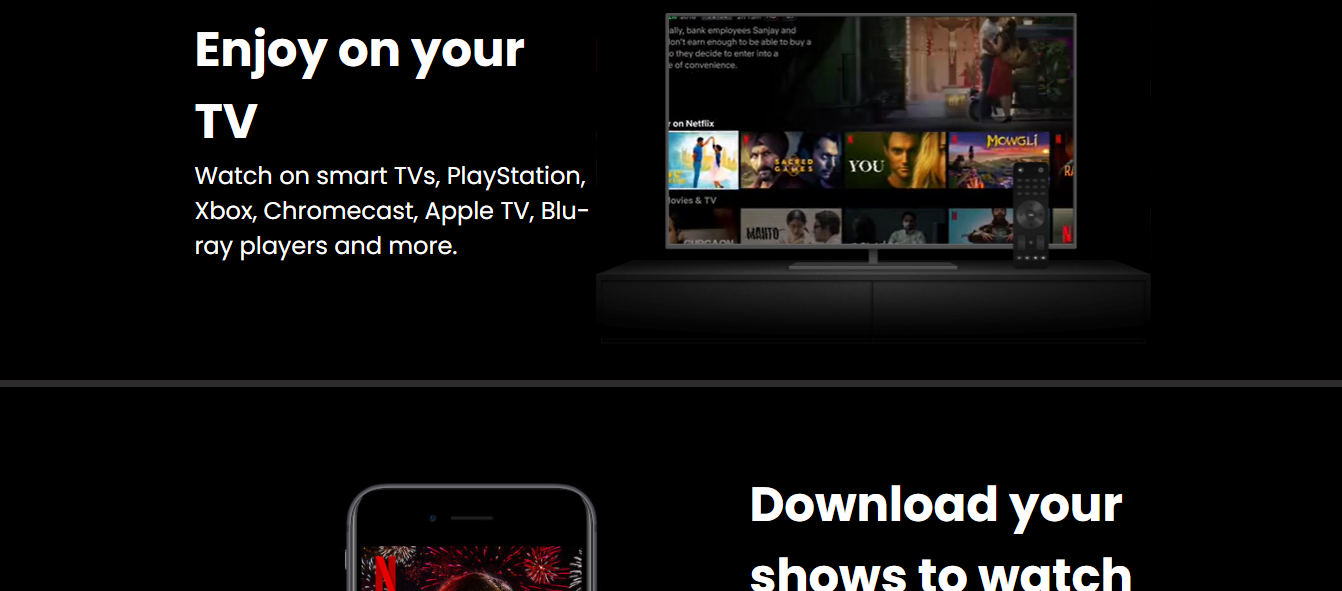 Enjoy on your
TV
Watch on smart TVs, PlayStation,
Xbox, Chromecast, Apple TV, Blu-
ray players and more.
ally, bank employees Sanjay and
on't earn enough to be able to buy a
o they decide to enter into a
e of convenience.
on Netflix
SACRED
GAMES
YOU
MOWGLI
ovies & TV
MANTO
GURGAON
N
Download your
shows to watch